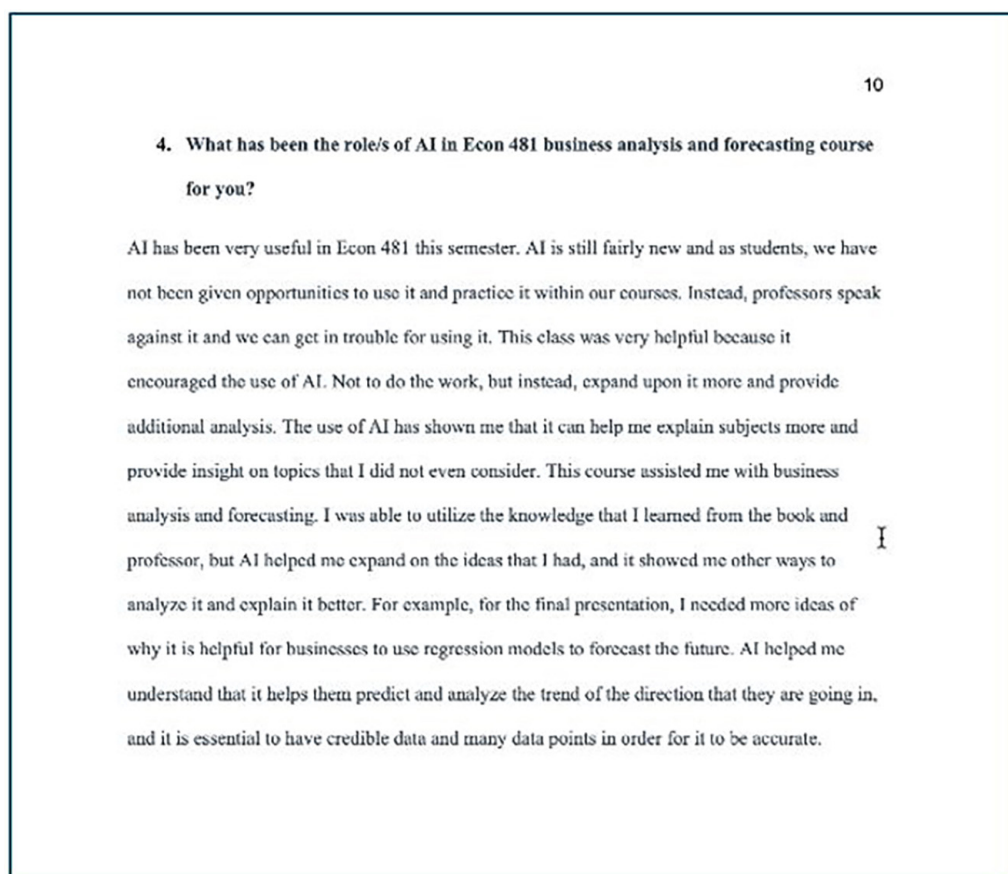 10
4. What has been the role/s of AI in Econ 481 business analysis and forecasting course
for you?
AI has been very useful in Econ 481 this semester. AI is still fairly new and as students, we have
not been given opportunities to use it and practice it within our courses. Instead, professors speak
against it and we can get in trouble for using it. This class was very helpful because it
encouraged the use of AI. Not to do the work, but instead, expand upon it more and provide
additional analysis. The use of AI has shown me that it can help me explain subjects more and
provide insight on topics that I did not even consider. This course assisted me with business
analysis and forecasting. I was able to utilize the knowledge that I learned from the book and
professor, but AI helped me expand on the ideas that I had, and it showed me other ways to
analyze it and explain it better. For example, for the final presentation, I needed more ideas of
why it is helpful for businesses to use regression models to forecast the future. AI helped me
understand that it helps them predict and analyze the trend of the direction that they are going in,
and it is essential to have credible data and many data points in order for it to be accurate.